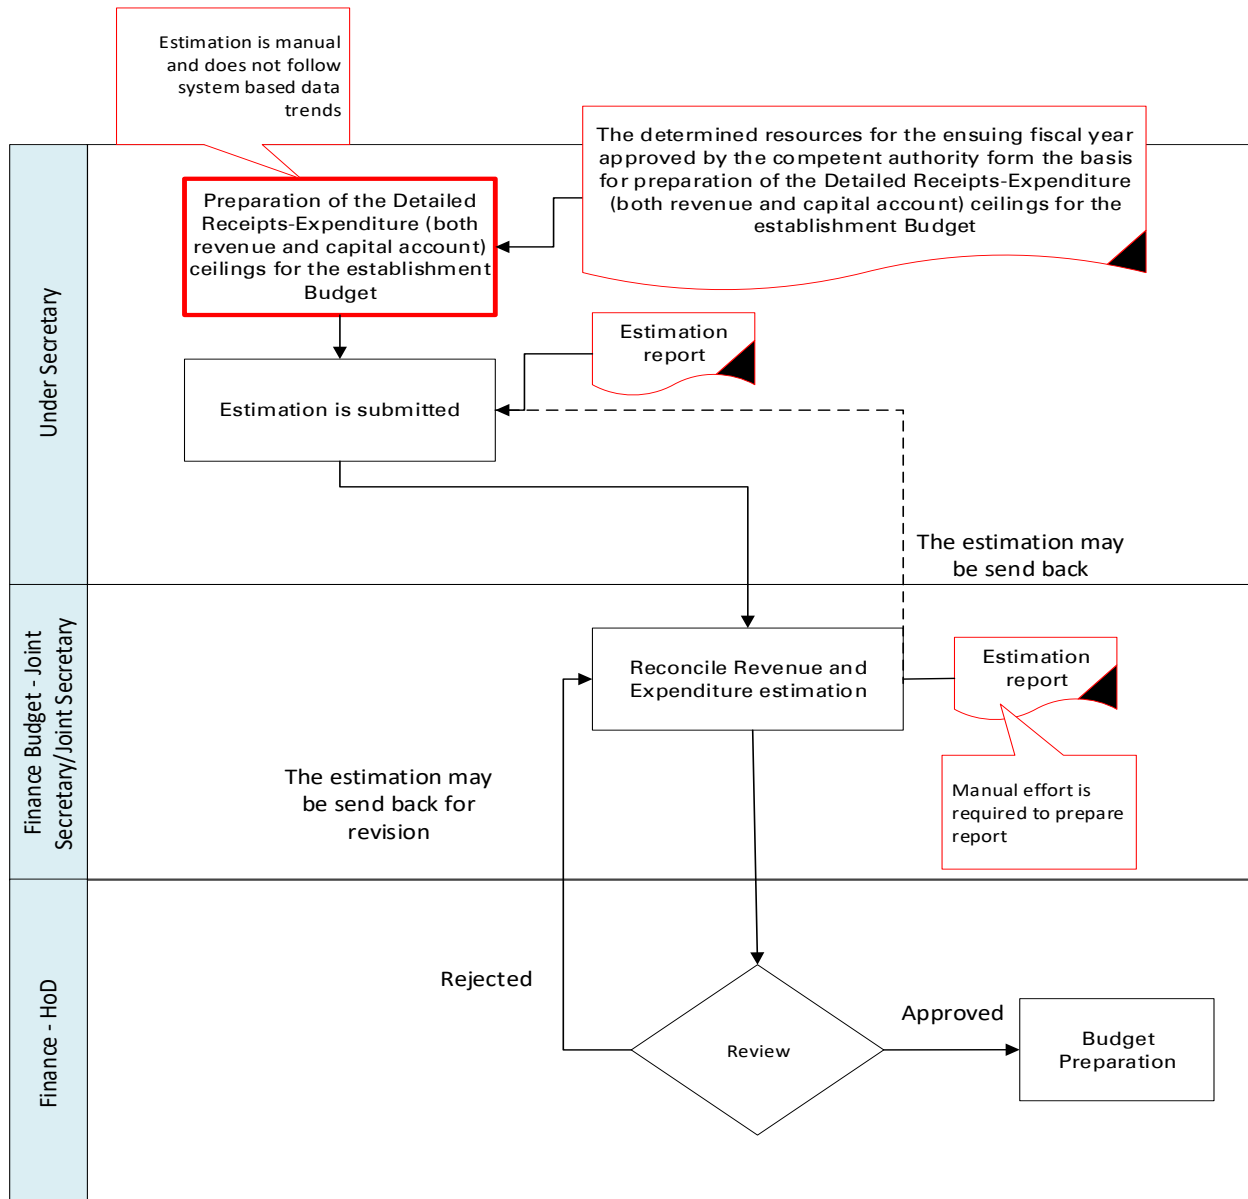 Estimation is manual
and does not follow
system based data
trends
The determined resources for the ensuing fiscal year
approved by the competent authority form the basis
for preparation of the Detailed Receipts-Expenditure
(both revenue and capital account) ceilings for the
establishment Budget
Under Secretary
Preparation of the Detailed
Receipts-Expenditure (both
revenue and capital account)
ceilings for the establishment
Budget
Estimation
report
Estimation is submitted
The estimation may
be send back
Finance Budget - Joint
Secretary/Joint Secretary
Reconcile Revenue and
Expenditure estimation
Estimation
report
The estimation may
be send back for
revision
Manual effort is
required to prepare
report
Finance - HoD
Rejected
Review
Approved
Budget
Preparation